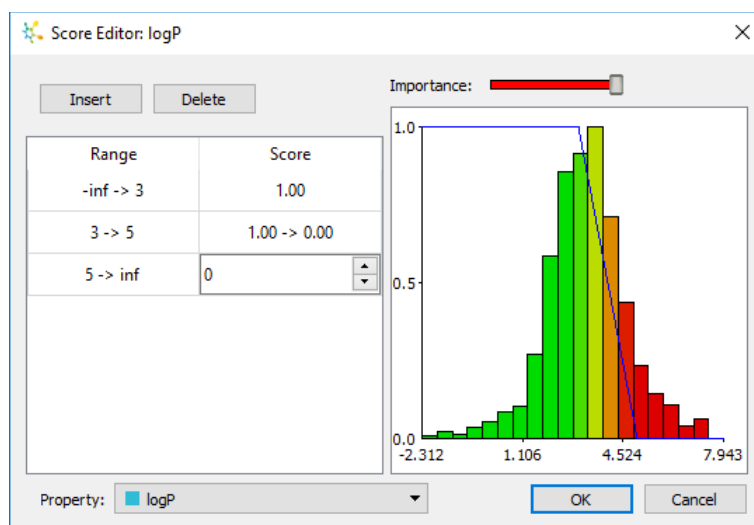 Score Editor: logP
Insert Delete
Importance:
Range Score
-inf -> 3 1.00
3 -> 5 1.00 -> 0.00
5 -> inf 0
1.0
0.5
0.0
-2.312 1.106 4.524 7.943
Property: logP
OK Cancel